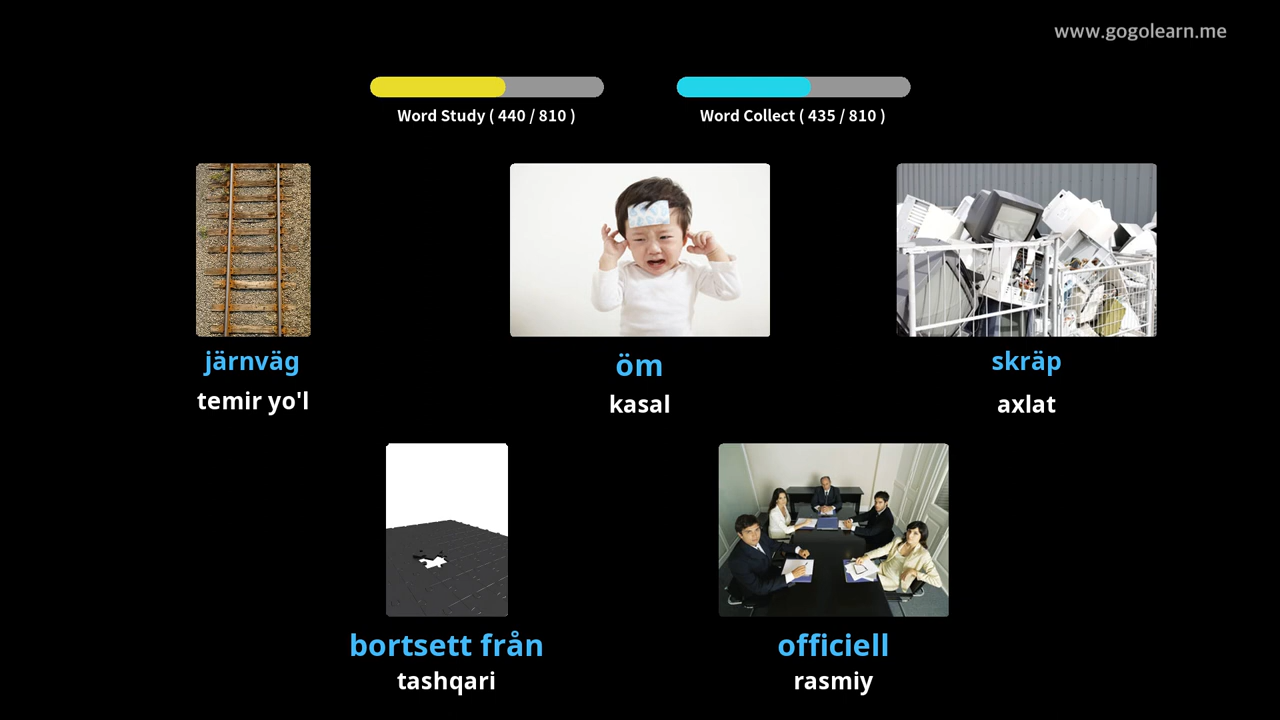 www.gogolearn.me
Word Study ( 440 / 810 )
Word Collect ( 435 / 810 )
järnväg
temir yo'l
öm
kasal
skräp
axlat
bortsett från
tashqari
officiell
rasmiy